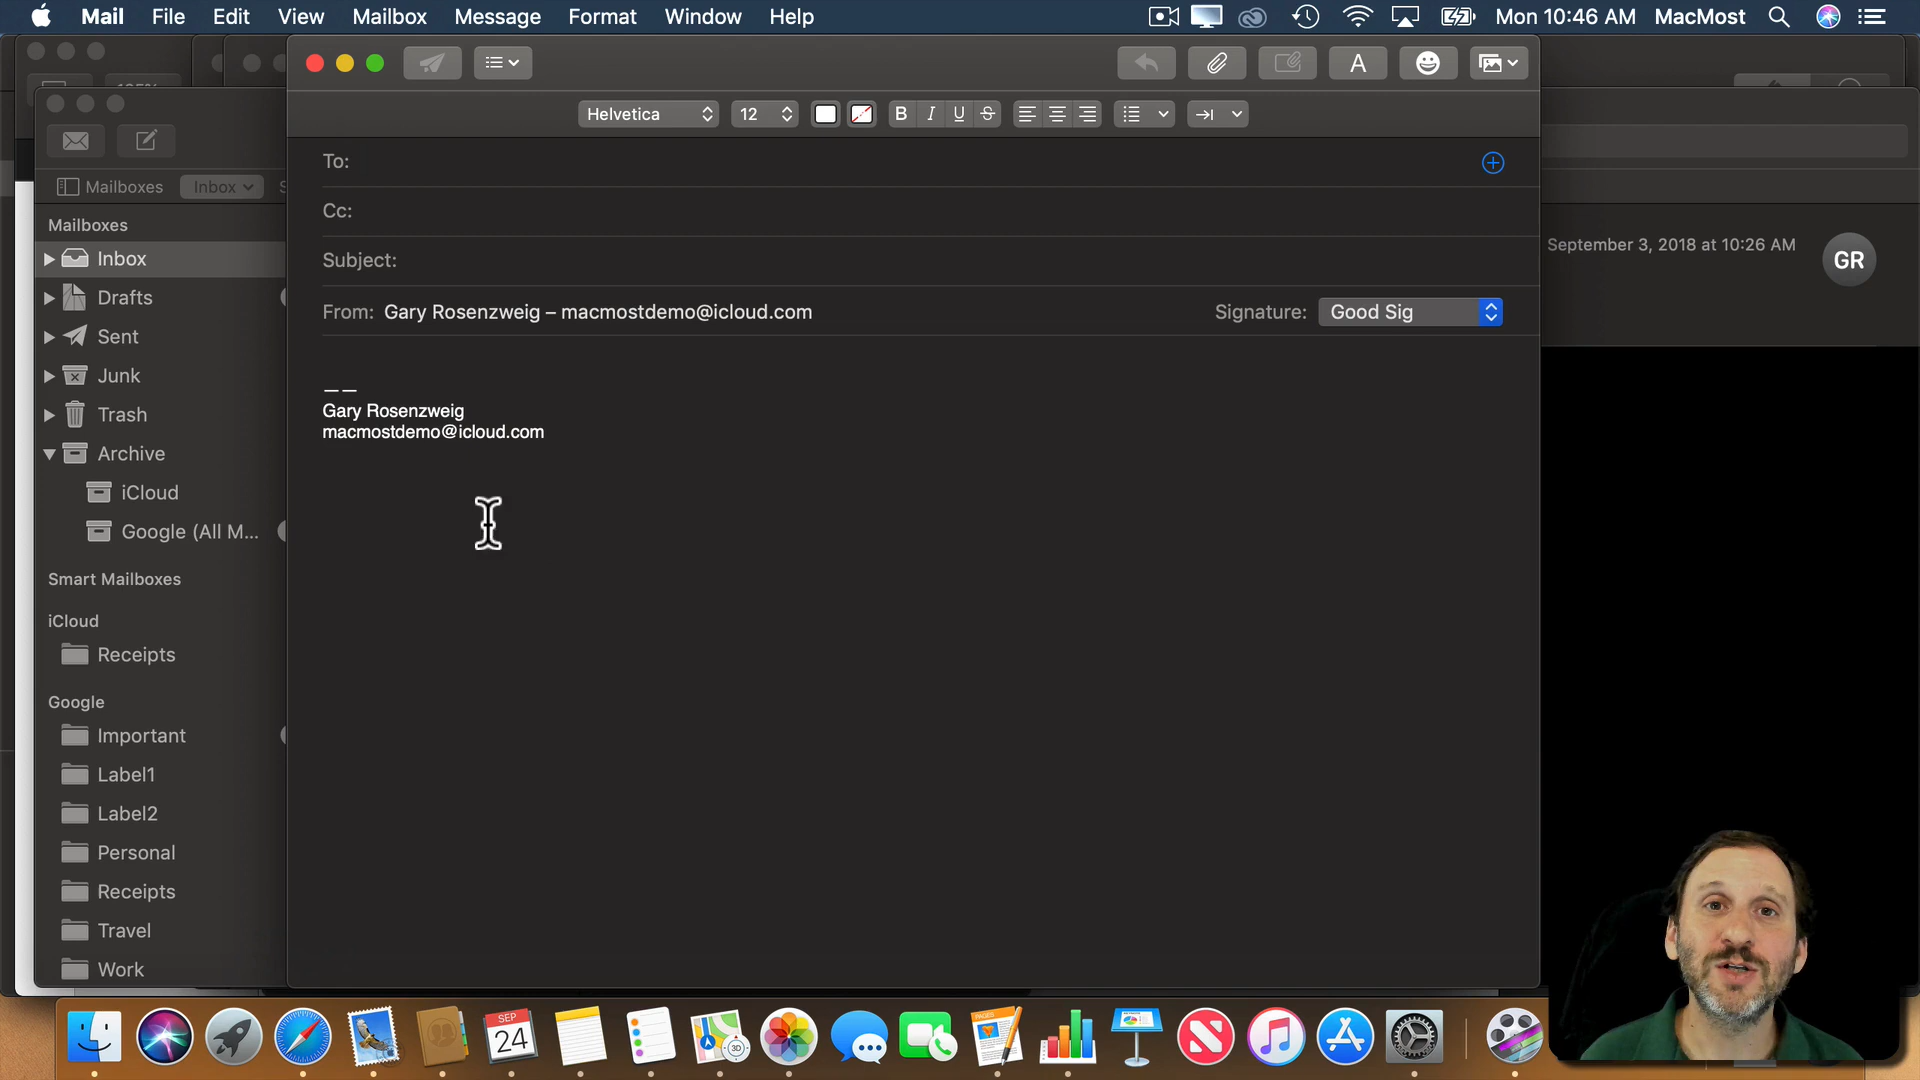 Mail File Edit View Mailbox Message Format Window Help Mon 10:46 AM MacMost
Helvetica 12 B I U S
A
Mailboxes Inbox
To:
Cc:
Subject:
From: Gary Rosenzweig – macmostdemo@icloud.com Signature: Good Sig
— —
Gary Rosenzweig
macmostdemo@icloud.com
Mailboxes
Inbox
Drafts
Sent
Junk
Trash
Archive
iCloud
Google (All M...
Smart Mailboxes
iCloud
Receipts
Google
Important
Label1
Label2
Personal
Receipts
Travel
Work
September 3, 2018 at 10:26 AM GR
SEP
24
3D